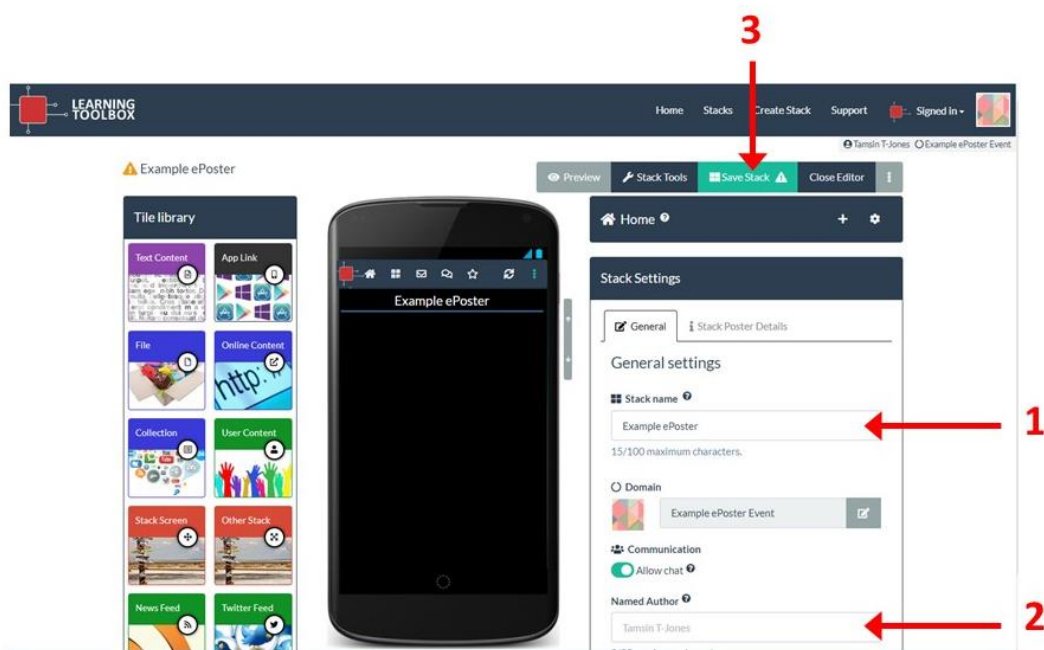 3
LEARNING
TOOLBOX
Home Stacks Create Stack Support Signed in
Tamsin T-Jones Example ePoster Event
Example ePoster
Preview Stack Tools Save Stack Close Editor
Tile library
Home
Text Content
App Link
Stack Settings
Example ePoster
General Stack Poster Details
File
Online Content
http:
General settings
Stack name
Example ePoster
1
15/100 maximum characters.
Collection
User Content
Domain
Example ePoster Event
Stack Screen
Other Stack
Communication
Allow chat
Named Author
News Feed
Twitter Feed
Tamsin T-Jones
2